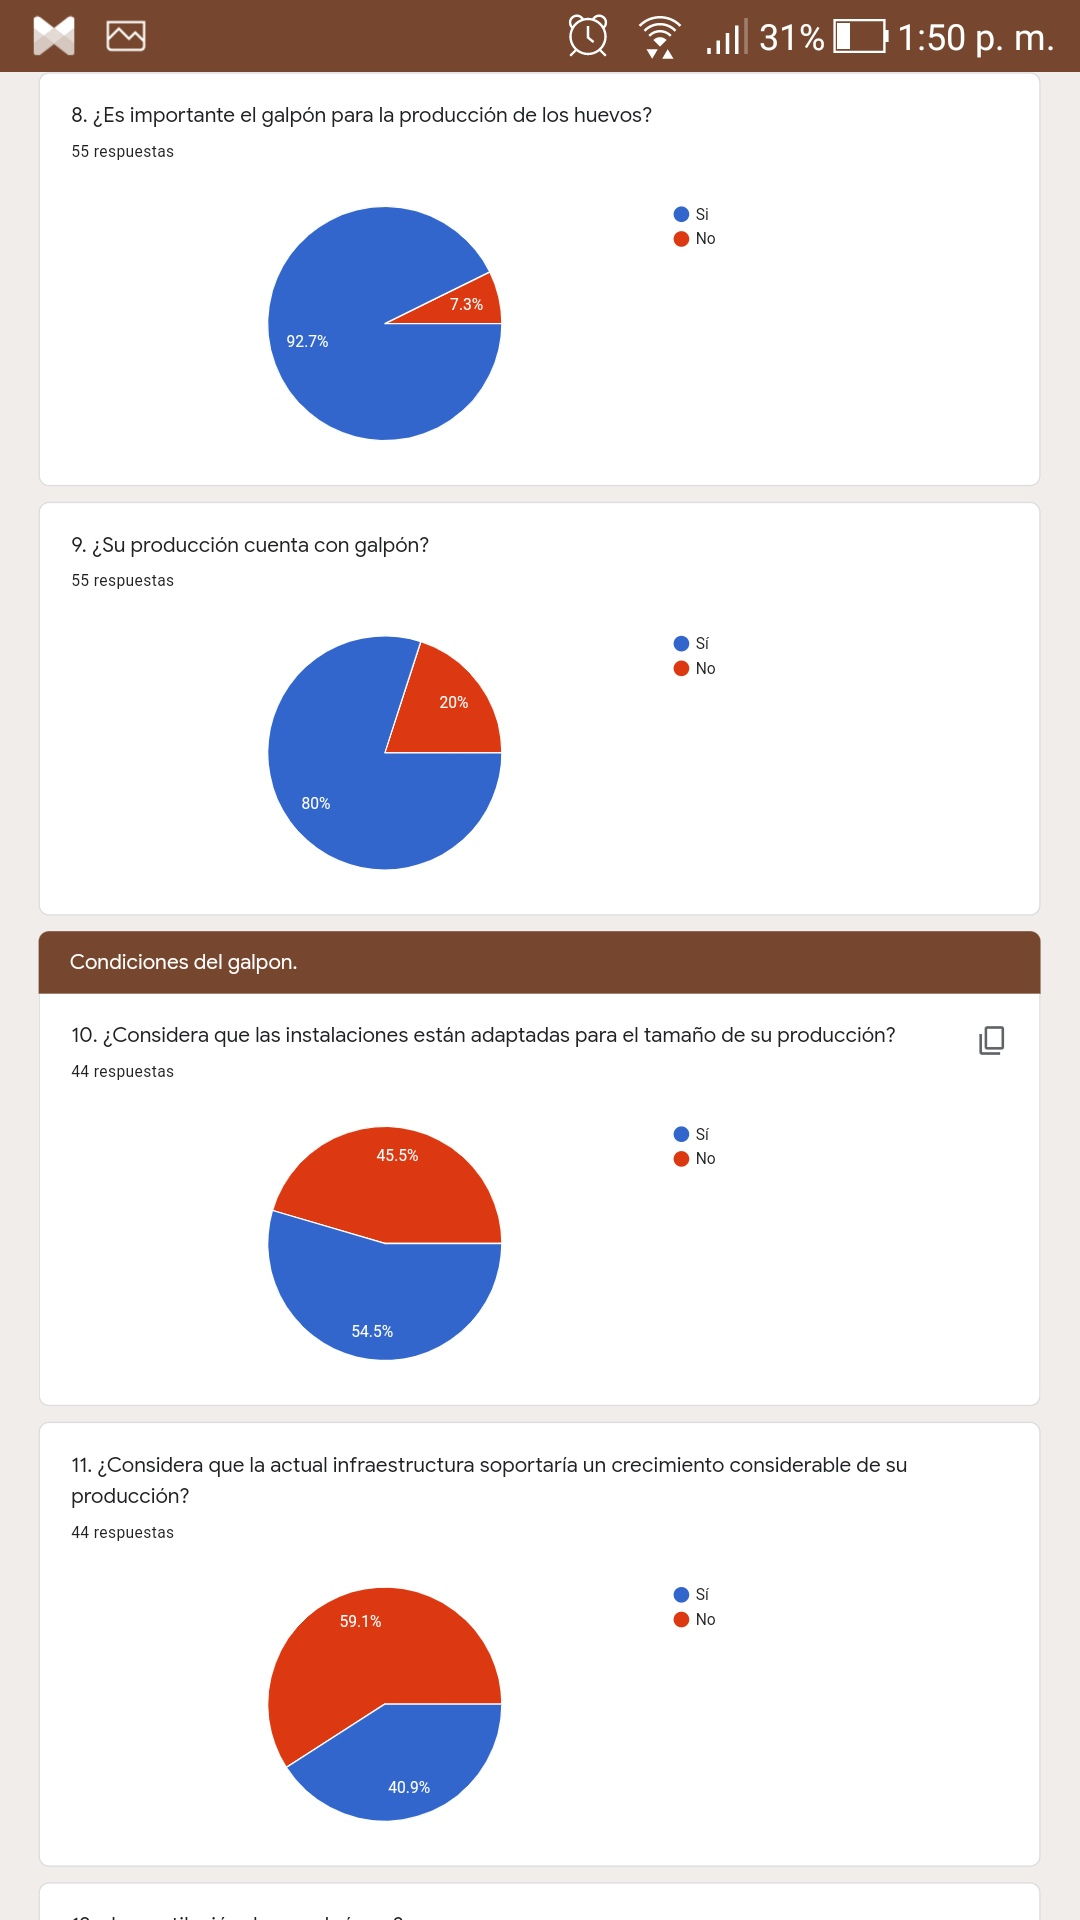 31% 1:50 p. m.
8. ¿Es importante el galpón para la producción de los huevos?
55 respuestas
Si
No
7.3%
92.7%
9. ¿Su producción cuenta con galpón?
55 respuestas
Sí
No
20%
80%
Condiciones del galpon.
10. ¿Considera que las instalaciones están adaptadas para el tamaño de su producción?
44 respuestas
Sí
No
45.5%
54.5%
11. ¿Considera que la actual infraestructura soportaría un crecimiento considerable de su
producción?
44 respuestas
Sí
No
59.1%
40.9%